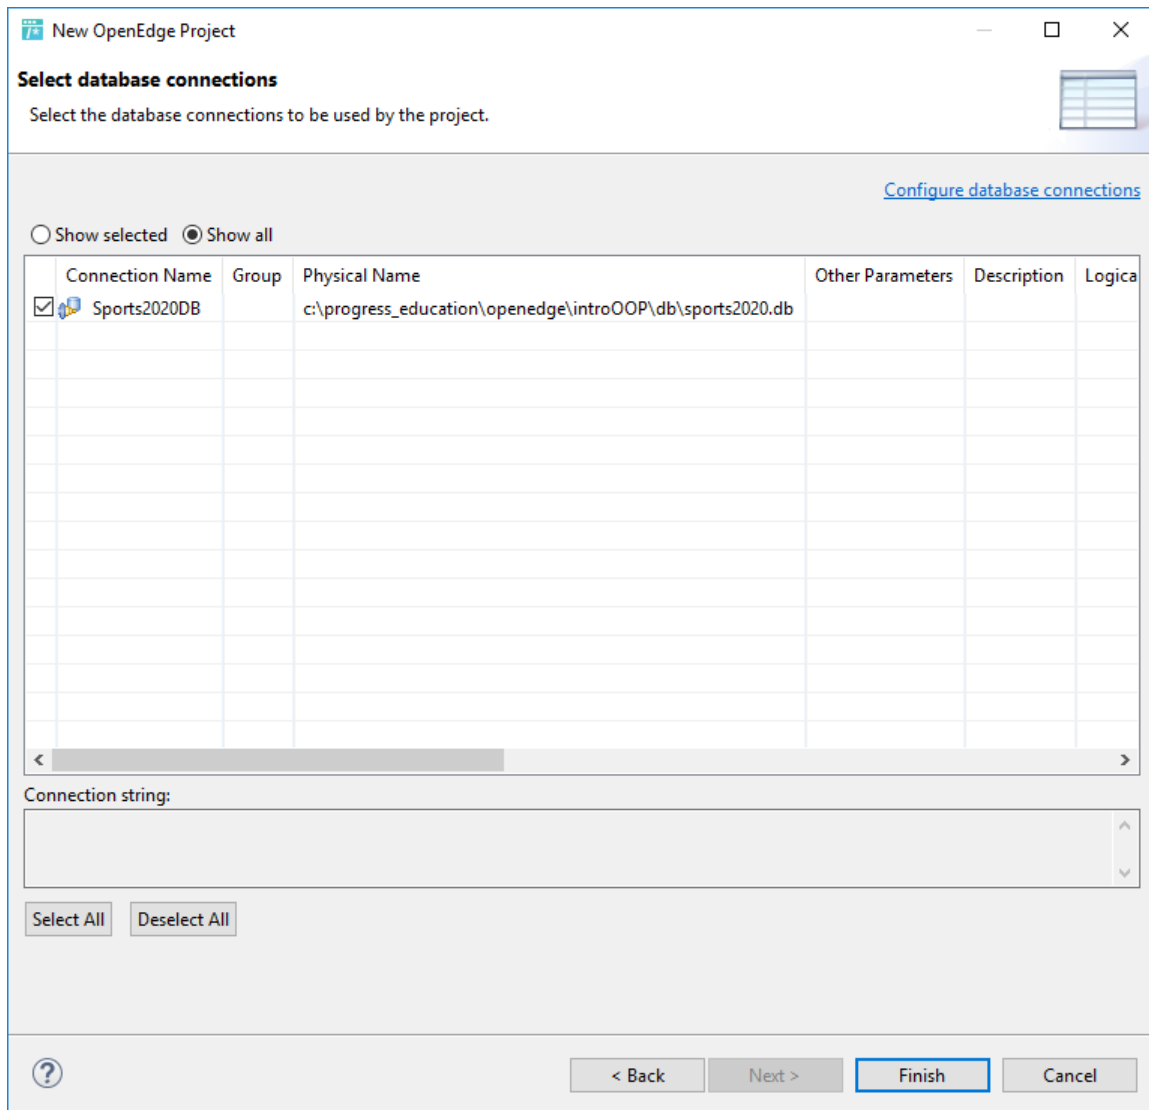 New OpenEdge Project
Select database connections
Select the database connections to be used by the project.
Configure database connections
Show selected Show all
Connection Name Group Physical Name Other Parameters Description Logica
Sports2020DB c:\progress_education\openedge\introOOP\db\sports2020.db
Connection string:
Select All Deselect All
< Back Next > Finish Cancel